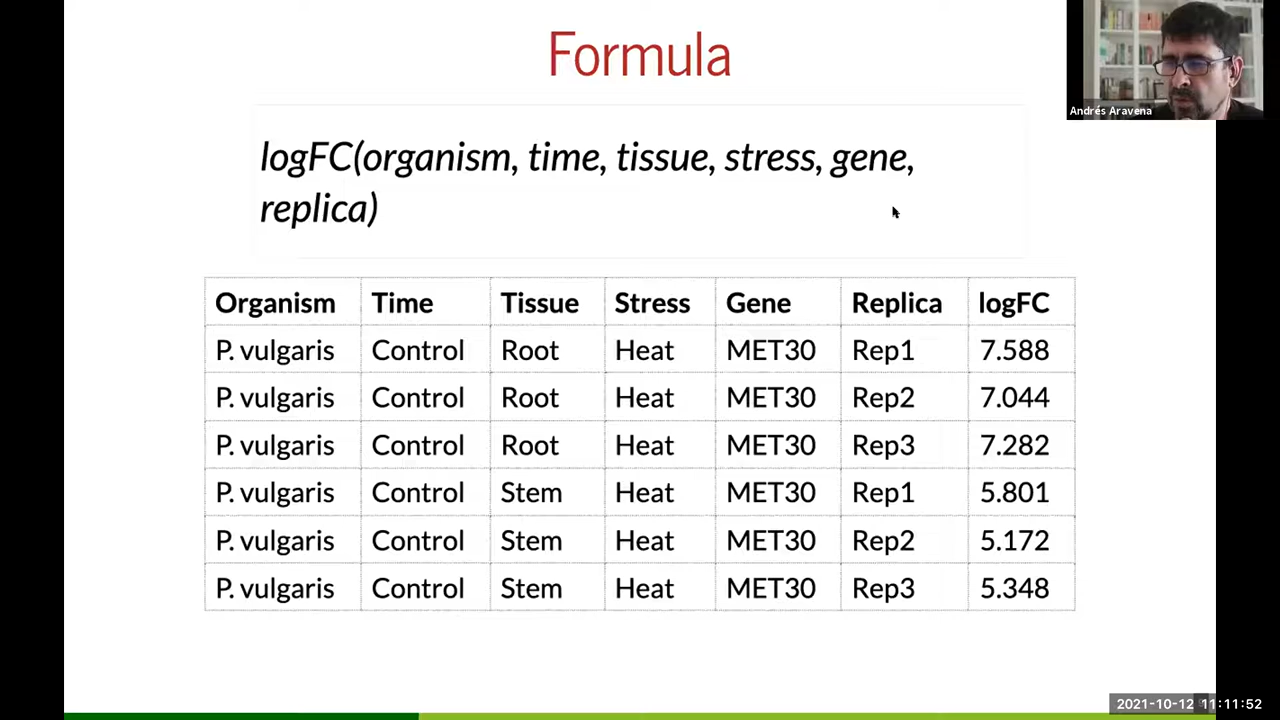 Formula
Andrés Aravena
logFC(organism, time, tissue, stress, gene,
replica)
Organism Time Tissue Stress Gene Replica logFC
P. vulgaris Control Root Heat MET30 Rep1 7.588
P. vulgaris Control Root Heat MET30 Rep2 7.044
P. vulgaris Control Root Heat MET30 Rep3 7.282
P. vulgaris Control Stem Heat MET30 Rep1 5.801
P. vulgaris Control Stem Heat MET30 Rep2 5.172
P. vulgaris Control Stem Heat MET30 Rep3 5.348
2021-10-12 11:11:52